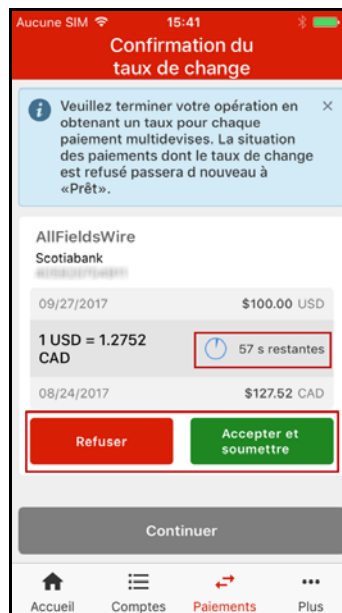 Aucune SIM 15:41
Confirmation du
taux de change
Veuillez terminer votre opération en
obtenant un taux pour chaque
paiement multidevises. La situation
des paiements dont le taux de change
est refusé passera d nouveau à
«Prêt».
AllFieldsWire
Scotiabank
09/27/2017 $100.00 USD
1 USD = 1.2752
CAD
57 s restantes
08/24/2017 $127.52 CAD
Refuser
Accepter et
soumettre
Continuer
Accueil Comptes Paiements Plus